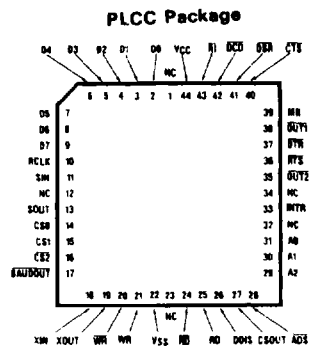 PLCC Package
D4 D3 D2 D1 D0 VCC RI DCD DSR CTS
NC
6 5 4 3 2 1 44 43 42 41 40
D5 7
D6 8
D7 9
RCLK 10
SIN 11
NC 12
SOUT 13
CS0 14
CS1 15
CS2 16
BAUDOUT 17
39 MR
38 OUT1
37 DTR
36 RTS
35 OUT2
34 NC
33 INTR
32 NC
31 A0
30 A1
29 A2
18 19 20 21 22 23 24 25 26 27 28
NC
XIN XOUT WR WR VSS RD RD DDIS CSOUT ADS